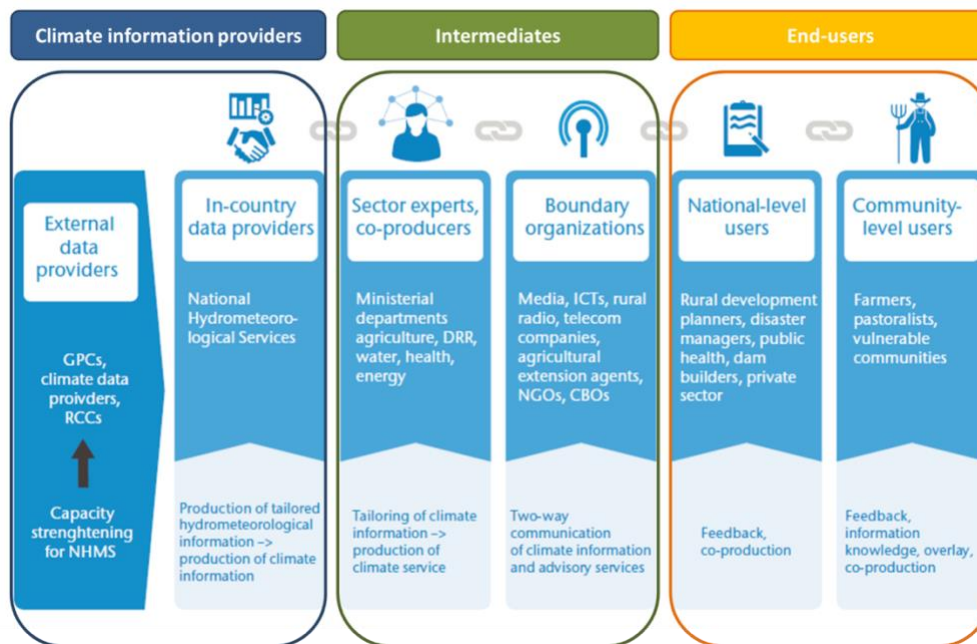 Climate information providers
Intermediates
End-users
External
data
providers
GPCs,
climate data
proivders,
RCCs
Capacity
strenghtening
for NHMS
In-country
data providers
National
Hydrometeoro-
logical Services
Production of tailored
hydrometeorological
information –>
production of climate
information
Sector experts,
co-producers
Ministerial
departments
agriculture, DRR,
water, health,
energy
Tailoring of climate
information –>
production of
climate service
Boundary
organizations
Media, ICTs, rural
radio, telecom
companies,
agricultural
extension agents,
NGOs, CBOs
Two-way
communication
of climate information
and advisory services
National-level
users
Rural development
planners, disaster
managers, public
health, dam
builders, private
sector
Feedback,
co-production
Community-
level users
Farmers,
pastoralists,
vulnerable
communities
Feedback,
information
knowledge, overlay,
co-production